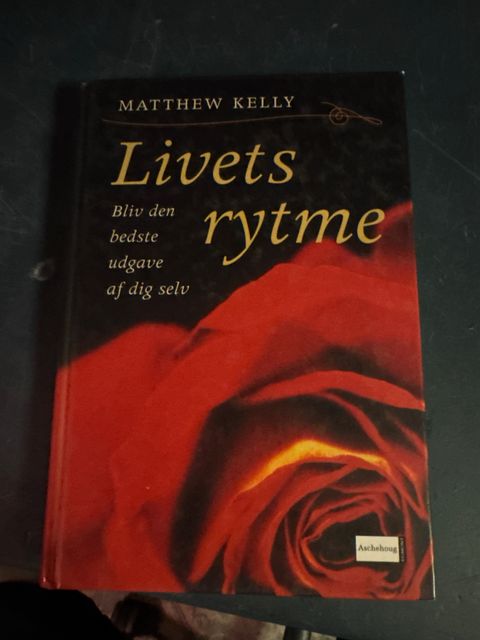 MATTHEW KELLY
Livets
rytme
Bliv den
bedste
udgave
af dig selv
Aschehoug